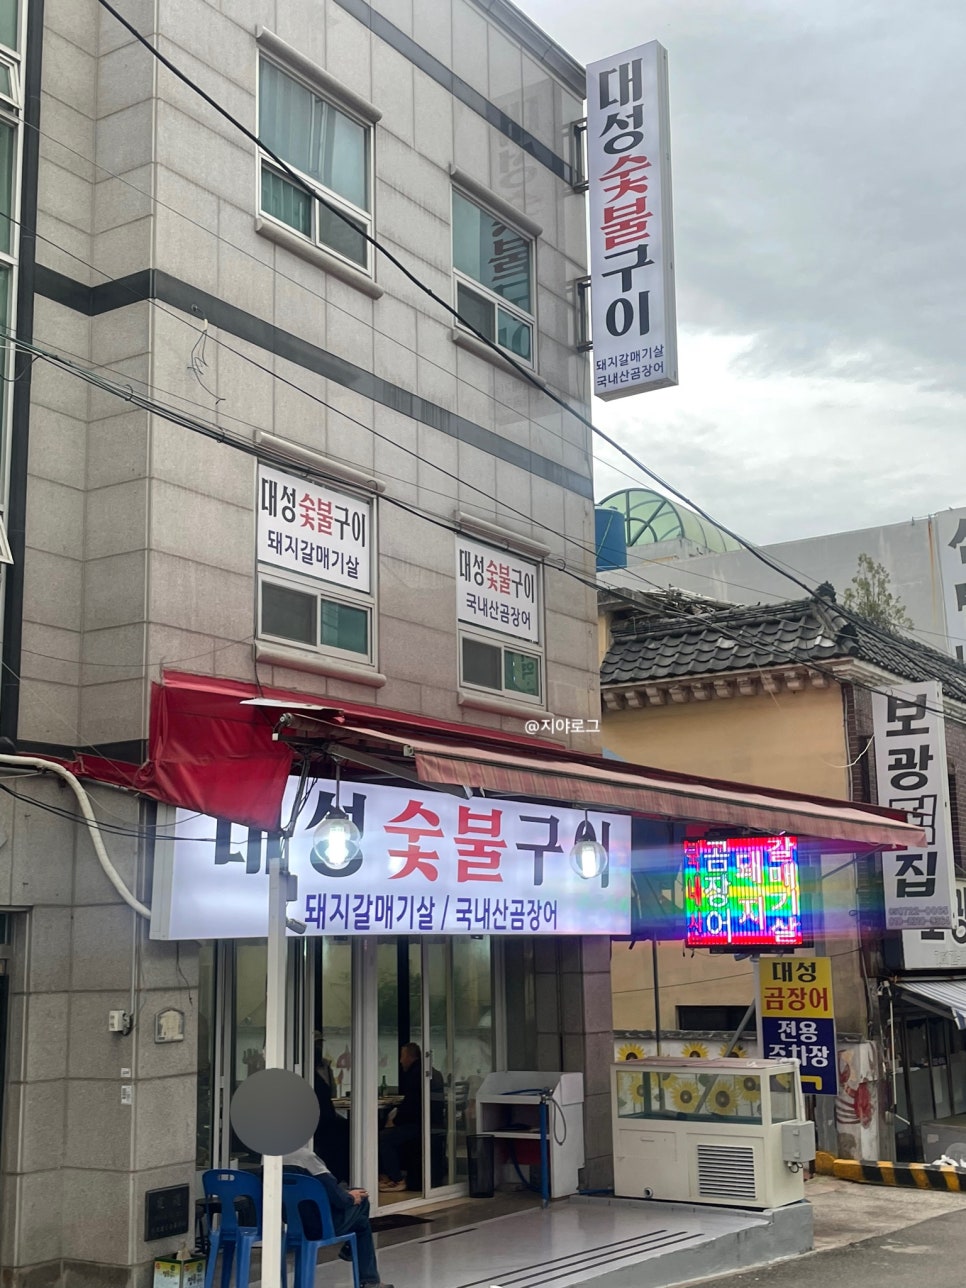 대성숯불구이
돼지갈매기살
국내산곰장어
대성숯불구이
돼지갈매기살
대성숯불구이
국내산곰장어
@지야로그
대성숯불구이
돼지갈매기살 / 국내산곰장어
곰장어
돼지
갈매기살
대성
곰장어
전용
주차장
보광
집